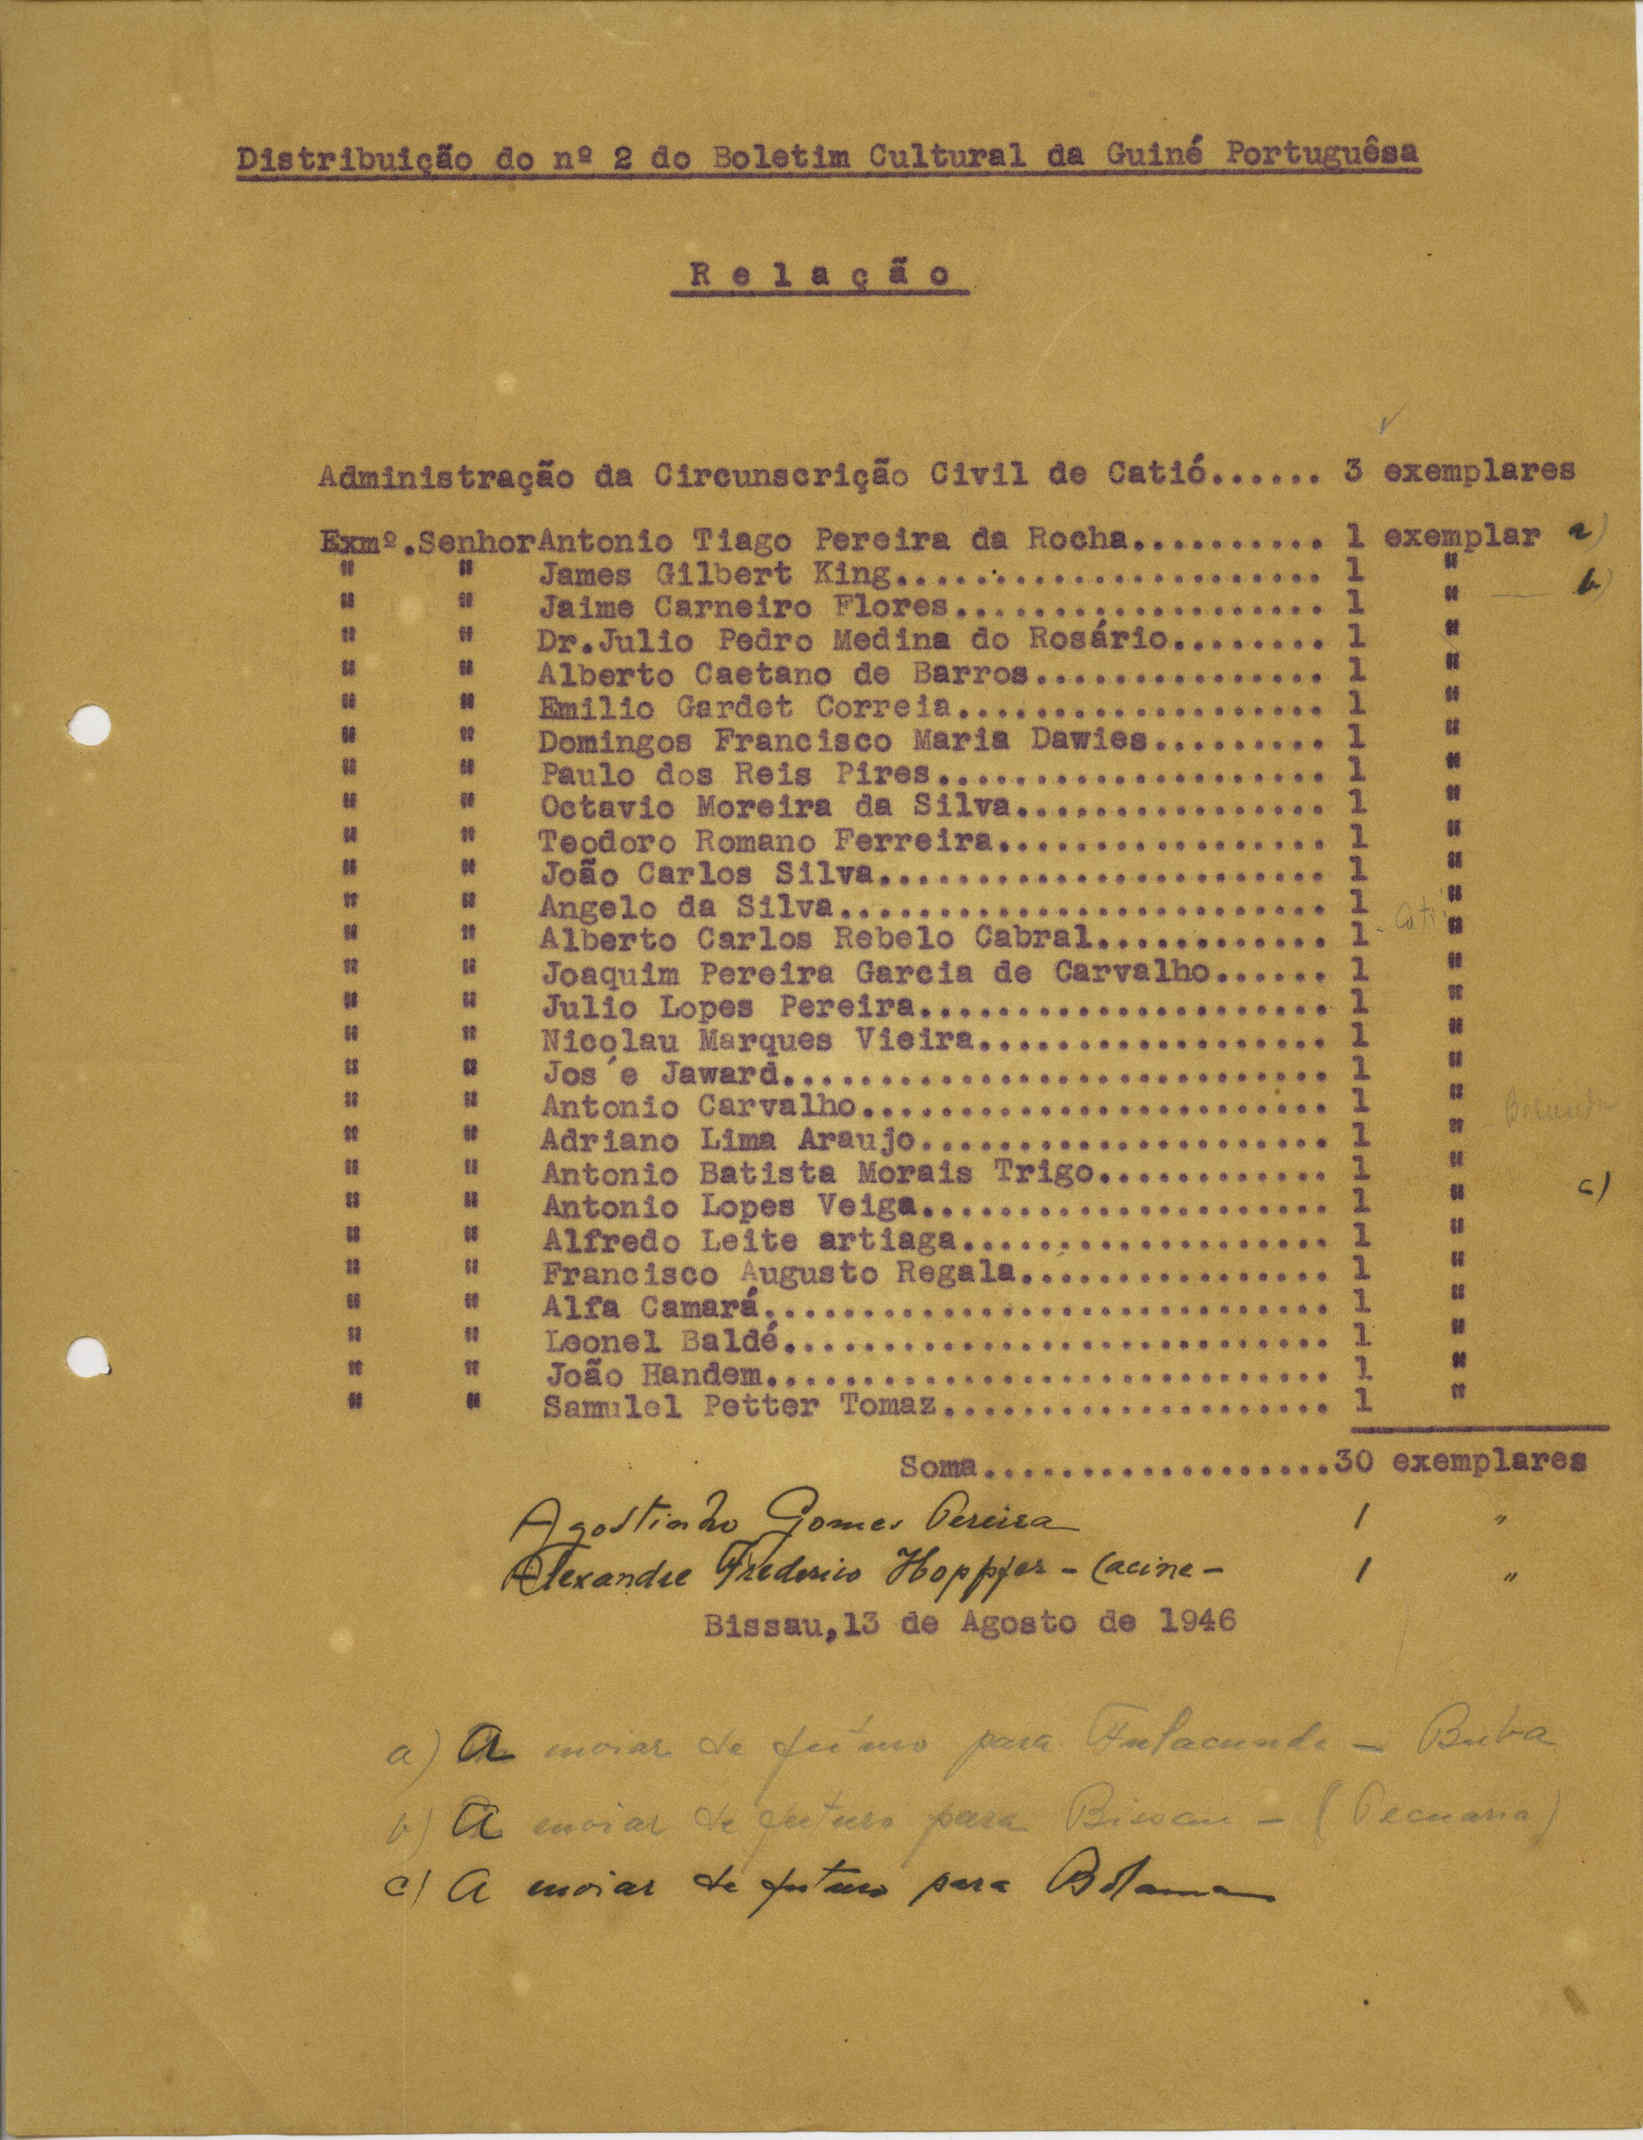 Distribuição do nº 2 do Boletim Cultural da Guiné Portuguêsa
Relação
Administração da Circunscrição Civil de Catió...... 3 exemplares
Exmº.SenhorAntonio Tiago Pereira da Rocha.......... 1 exemplar a)
" " James Gilbert King...................... 1 "
" " Jaime Carneiro Flores................... 1 " b)
" " Dr.Julio Pedro Medina do Rosário........ 1 "
" " Alberto Caetano de Barros............... 1 "
" " Emilio Gardet Correia................... 1 "
" " Domingos Francisco Maria Dawies......... 1 "
" " Paulo dos Reis Pires.................... 1 "
" " Octavio Moreira da Silva................ 1 "
" " Teodoro Romano Ferreira................. 1 "
" " João Carlos Silva....................... 1 "
" " Angelo da Silva......................... 1 "
" " Alberto Carlos Rebelo Cabral............ 1 "
" " Joaquim Pereira Garcia de Carvalho...... 1 "
" " Julio Lopes Pereira..................... 1 "
" " Nicolau Marques Vieira.................. 1 "
" " Jos´e Jaward............................ 1 "
" " Antonio Carvalho........................ 1 "
" " Adriano Lima Araujo..................... 1 "
" " Antonio Batista Morais Trigo............ 1 "
" " Antonio Lopes Veiga..................... 1 " c)
" " Alfredo Leite artiaga................... 1 "
" " Francisco Augusto Regala................ 1 "
" " Alfa Camará............................. 1 "
" " Leonel Baldé............................ 1 "
" " João Handem............................. 1 "
" " Samulel Petter Tomaz.................... 1 "
Soma..................30 exemplares
Agostinho Gomes Pereira 1 "
Alexandre Frederico Hoppfer - Cacine - 1 "
Bissau,13 de Agosto de 1946
a) A enviar de futuro para Fulacunda - Buba
b) A enviar de futuro para Bissau - (Pecuaria)
c) A enviar de futuro para Bolama